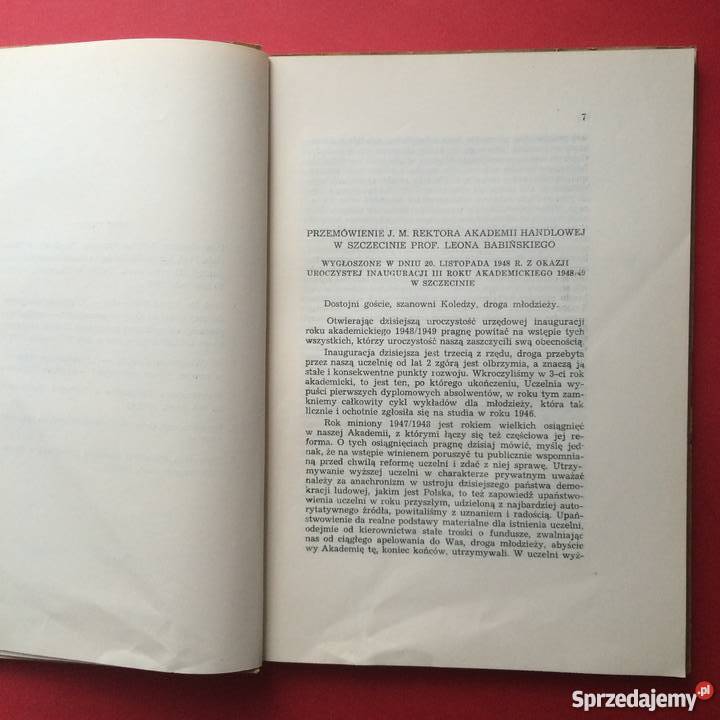 7
PRZEMÓWIENIE J. M. REKTORA AKADEMII HANDLOWEJ
W SZCZECINIE PROF. LEONA BABIŃSKIEGO
WYGŁOSZONE W DNIU 20. LISTOPADA 1948 R. Z OKAZJI
UROCZYSTEJ INAUGURACJI III ROKU AKADEMICKIEGO 1948/49
W SZCZECINIE
Dostojni goście, szanowni Koledzy, droga młodzieży.
Otwierając dzisiejszą uroczystość urzędowej inauguracji
roku akademickiego 1948/1949 pragnę powitać na wstępie tych
wszystkich, którzy uroczystość naszą zaszczycili swą obecnością.
Inauguracja dzisiejsza jest trzecią z rzędu, droga przebyta
przez naszą uczelnię od lat 2 zgórą jest olbrzymia, a znaczą ją
stałe i konsekwentne punkty rozwoju. Wkroczyliśmy w 3-ci rok
akademicki, to jest ten, po którego ukończeniu, Uczelnia wy-
puści pierwszych dyplomowych absolwentów, w roku tym zam-
kniemy całkowity cykl wykładów dla młodzieży, która tak
licznie i ochotnie zgłosiła się na studia w roku 1946.
Rok miniony 1947/1948 jest rokiem wielkich osiągnięć
w naszej Akademii, z którymi łączy się też częściowa jej re-
forma. O tych osiągnięciach pragnę dzisiaj mówić, myślę jed-
nak, że na wstępie winienem poruszyć tu publicznie wspomnia-
ną przed chwilą reformę uczelni i zdać z niej sprawę. Utrzy-
mywanie wyższej uczelni w charakterze prywatnym uważać
należy za anachronizm w ustroju dzisiejszego państwa demo-
kracji ludowej, jakim jest Polska, to też zapowiedź upaństwo-
wienia uczelni w roku przyszłym, udzieloną z najbardziej auto-
rytatywnego źródła, powitaliśmy z uznaniem i radością. Upań-
stwowienie da realne podstawy materialne dla istnienia uczelni,
odejmie od kierownictwa stałe troski o fundusze, zwalniając
nas od ciągłego apelowania do Was, droga młodzieży, abyście
wy Akademię tę, koniec końców, utrzymywali. W uczelni wyż-
Sprzedajemy.pl